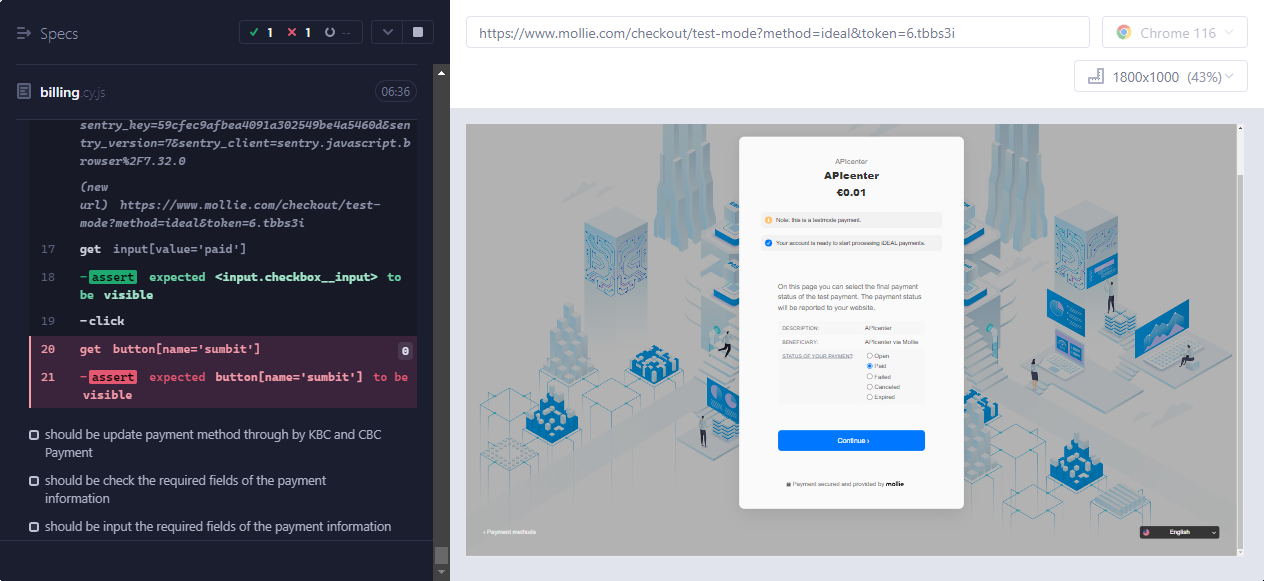 Specs
1 1 --
billing.cy.js
06:36
sentry_key=59cfec9afbea4091a302549be4a5460d&sen
try_version=7&sentry_client=sentry.javascript.b
rowser%2F7.32.0
(new
url) https://www.mollie.com/checkout/test-
mode?method=ideal&token=6.tbbs3i
17 get input[value='paid']
18 -assert expected <input.checkbox__input> to
be visible
19 -click
20 get button[name='sumbit'] 0
21 -assert expected button[name='sumbit'] to be
visible
should be update payment method through by KBC and CBC
Payment
should be check the required fields of the payment
information
should be input the required fields of the payment information
https://www.mollie.com/checkout/test-mode?method=ideal&token=6.tbbs3i
Chrome 116
1800x1000 (43%)
APIcenter
APIcenter
€0.01
Note: this is a testmode payment.
Your account is ready to start processing iDEAL payments.
On this page you can select the final payment
status of the test payment. The payment status
will be reported to your website.
DESCRIPTION: APIcenter
BENEFICIARY: APIcenter via Mollie
STATUS OF YOUR PAYMENT? Open
Paid
Failed
Canceled
Expired
Continue ›
Payment secured and provided by mollie
‹ Payment methods
English